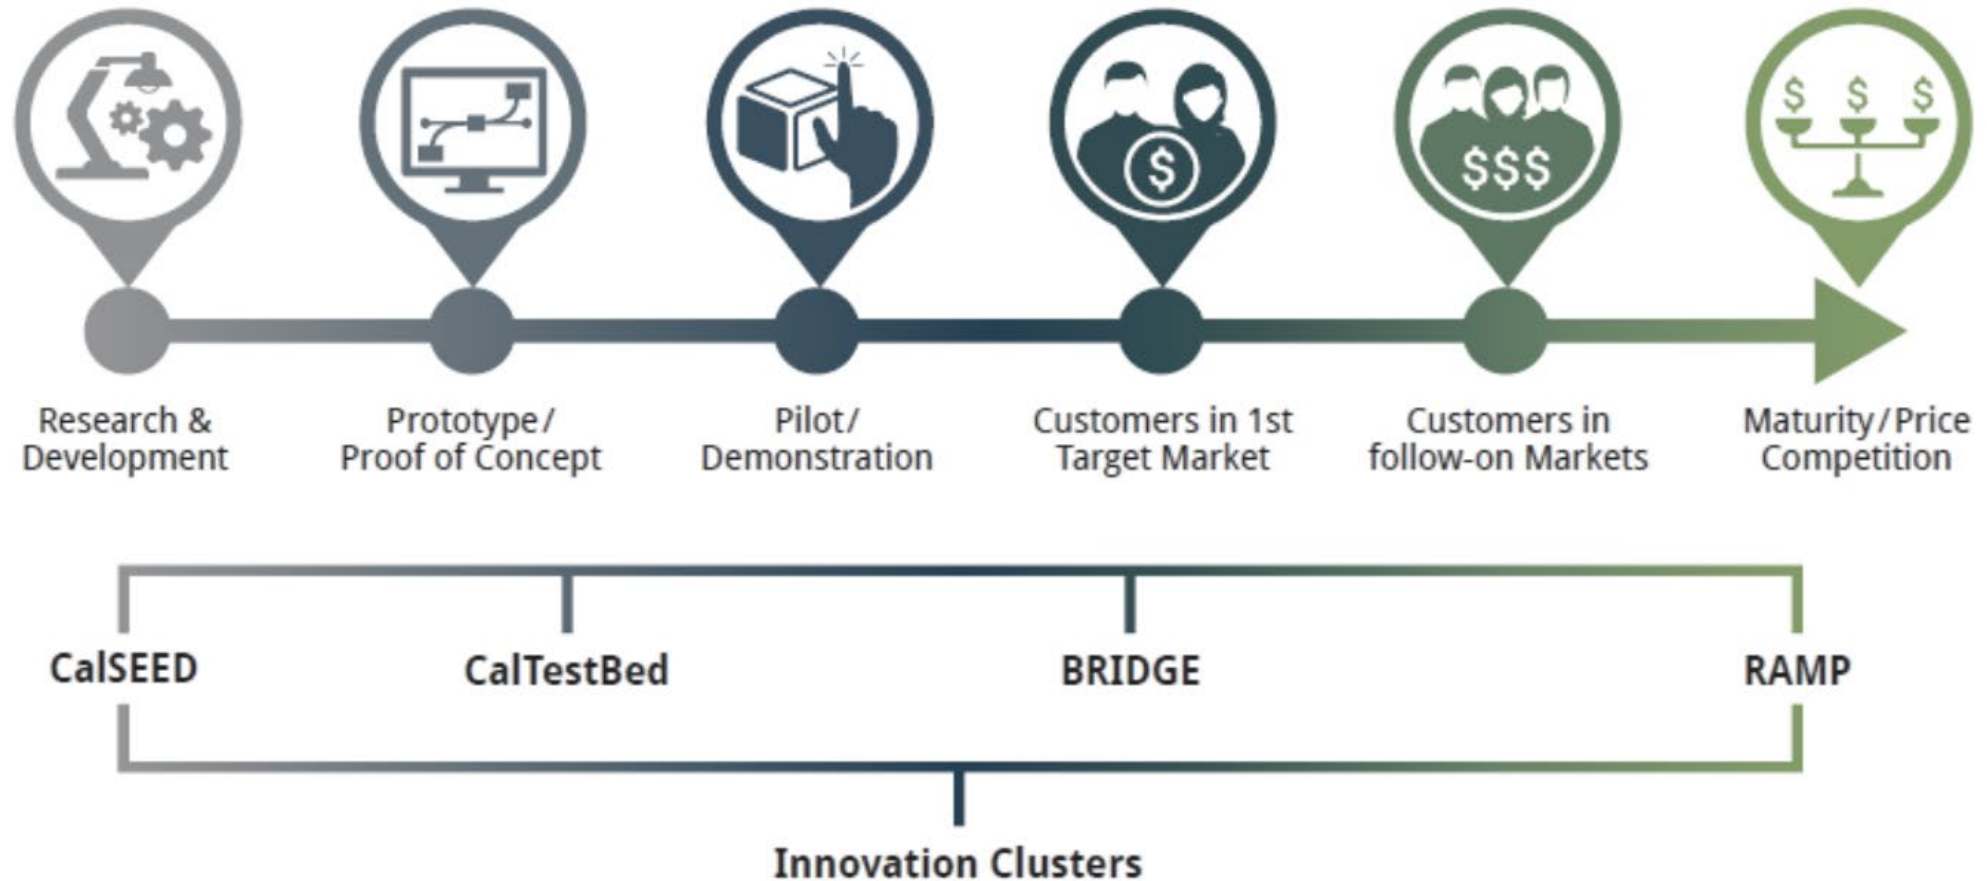 $
$$$
$ $ $
Research &
Development
Prototype/
Proof of Concept
Pilot/
Demonstration
Customers in 1st
Target Market
Customers in
follow-on Markets
Maturity/Price
Competition
CalSEED
CalTestBed
BRIDGE
RAMP
Innovation Clusters